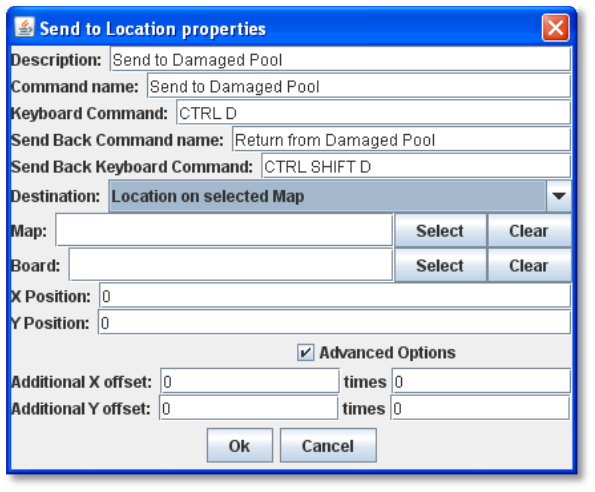 Send to Location properties
Description: Send to Damaged Pool
Command name: Send to Damaged Pool
Keyboard Command: CTRL D
Send Back Command name: Return from Damaged Pool
Send Back Keyboard Command: CTRL SHIFT D
Destination: Location on selected Map
Map: Select Clear
Board: Select Clear
X Position: 0
Y Position: 0
Advanced Options
Additional X offset: 0 times 0
Additional Y offset: 0 times 0
Ok Cancel